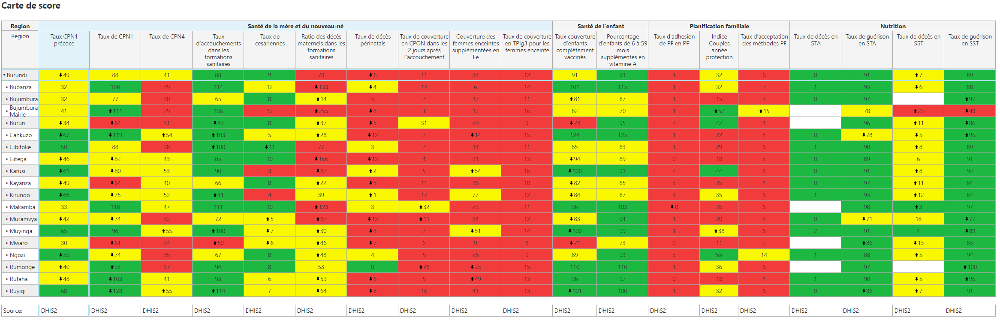 Carte de score
Region Santé de la mère et du nouveau-né Santé de l'enfant Planification familiale Nutrition
Region Taux CPN1 précoce Taux de CPN1 Taux de CPN4 Taux d'accouchements dans les formations sanitaires Taux de cesariennes Ratio des décès maternels dans les formations sanitaires Taux de décès périnatals Taux de couverture en CPON dans les 2 jours après l'accouchement Couverture des femmes enceintes supplémentées en Fe Taux de couverture en TPIg3 pour les femmes enceinte Taux couverture d'enfants complètement vaccinés Pourcentage d'enfants de 6 à 59 mois supplémentés en vitamine A Taux d'adhesion de PF en PP Indice Couples année protection Taux d'acceptation des méthodes PF Taux de décès en STA Taux de guérison en STA Taux de décès en SST Taux de guérison en SST
Burundi 49 88 41 88 9 78 6 11 33 12 91 93 1 32 6 0 91 7 89
Bubanza 32 108 39 114 12 133 4 14 6 14 101 115 1 32 7 1 93 6 88
Bujumbura 32 77 30 65 8 14 5 7 17 11 81 87 1 15 3 0 97 97
Bujumbura Mairie 41 111 29 106 32 255 8 1 17 16 82 70 1 57 15 78 23 43
Bururi 34 64 31 89 8 37 5 31 20 9 74 95 2 42 4 96 11 86
Cankuzo 67 119 54 103 5 28 12 7 14 15 124 125 1 22 5 0 78 5 95
Cibitoke 50 88 28 100 11 77 3 7 14 11 85 83 1 29 6 1 90 8 89
Gitega 46 82 43 85 10 166 13 4 31 13 94 89 0 18 3 0 89 6 91
Karusi 61 80 53 90 3 87 2 5 54 16 100 91 2 44 8 0 91 8 92
Kayanza 49 64 40 66 8 22 5 11 36 10 82 85 3 25 4 0 97 11 84
Kirundo 66 75 52 81 4 39 1 17 77 12 84 87 3 35 6 1 93 12 84
Makamba 33 118 47 111 10 123 3 32 23 11 96 103 0 26 6 98 3 97
Muramvya 42 74 32 72 5 87 13 11 34 12 83 94 1 20 3 0 71 18 77
Muyinga 65 96 55 100 7 30 8 7 51 14 100 99 1 38 6 2 91 4 89
Mwaro 30 61 24 50 6 46 7 6 9 8 71 73 0 11 2 86 13 83
Ngozi 59 74 35 67 8 48 4 5 26 9 89 93 3 53 14 1 88 5 94
Rumonge 40 93 37 94 8 53 0 28 23 15 110 110 1 36 6 97 100
Rutana 48 103 41 93 6 59 6 5 49 13 96 97 0 18 4 1 90 5 95
Ruyigi 68 128 55 114 7 64 8 16 41 13 101 100 1 32 6 0 86 7 91
Source: DHIS2 DHIS2 DHIS2 DHIS2 DHIS2 DHIS2 DHIS2 DHIS2 DHIS2 DHIS2 DHIS2 DHIS2 DHIS2 DHIS2 DHIS2 DHIS2 DHIS2 DHIS2 DHIS2